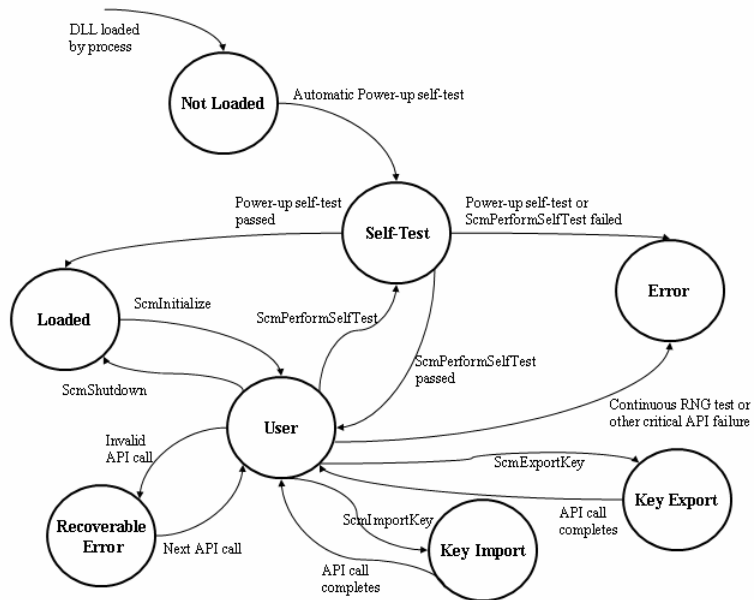 DLL loaded
by process
Not Loaded
Automatic Power-up self-test
Power-up self-test
passed
Power-up self-test or
ScmPerformSelfTest failed
Self-Test
Error
ScmInitialize
Loaded
ScmPerformSelfTest
ScmShutdown
ScmPerformSelfTest
passed
Continuous RNG test or
other critical API failure
User
Invalid
API call
ScmExportKey
Key Export
API call
completes
Recoverable
Error
Next API call
ScmImportKey
Key Import
API call
completes